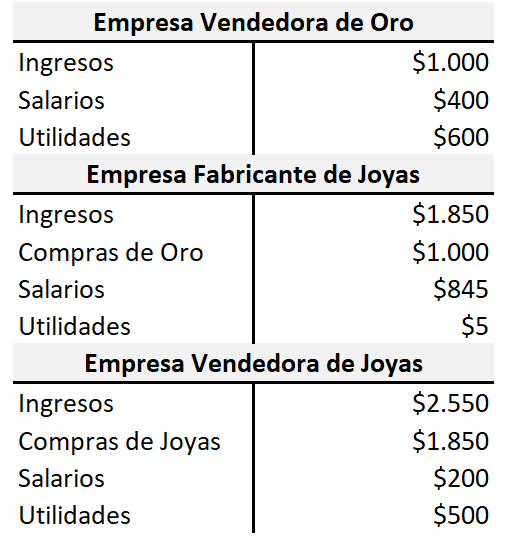 Empresa Vendedora de Oro
Ingresos $1.000
Salarios $400
Utilidades $600
Empresa Fabricante de Joyas
Ingresos $1.850
Compras de Oro $1.000
Salarios $845
Utilidades $5
Empresa Vendedora de Joyas
Ingresos $2.550
Compras de Joyas $1.850
Salarios $200
Utilidades $500